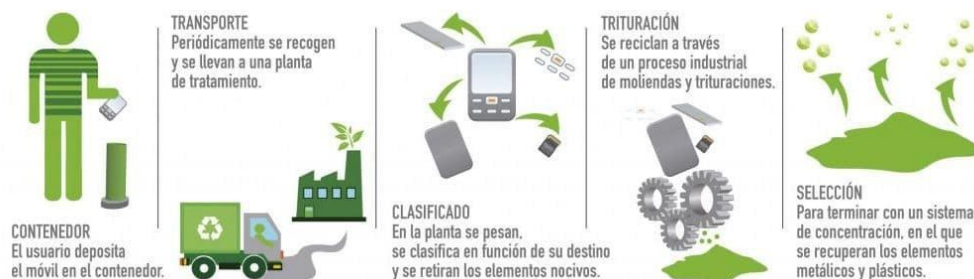 CONTENEDOR
El usuario deposita
el móvil en el contenedor.
TRANSPORTE
Periódicamente se recogen
y se llevan a una planta
de tratamiento.
CLASIFICADO
En la planta se pesan,
se clasifica en función de su destino
y se retiran los elementos nocivos.
TRITURACIÓN
Se reciclan a través
de un proceso industrial
de moliendas y trituraciones.
SELECCIÓN
Para terminar con un sistema
de concentración, en el que
se recuperan los elementos
metálicos y plásticos.